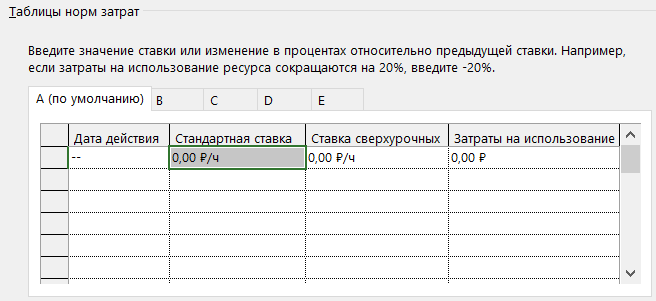 Таблицы норм затрат
Введите значение ставки или изменение в процентах относительно предыдущей ставки. Например,
если затраты на использование ресурса сокращаются на 20%, введите -20%.
A (по умолчанию) B C D E
Дата действия Стандартная ставка Ставка сверхурочных Затраты на использование
-- 0,00 ₽/ч 0,00 ₽/ч 0,00 ₽